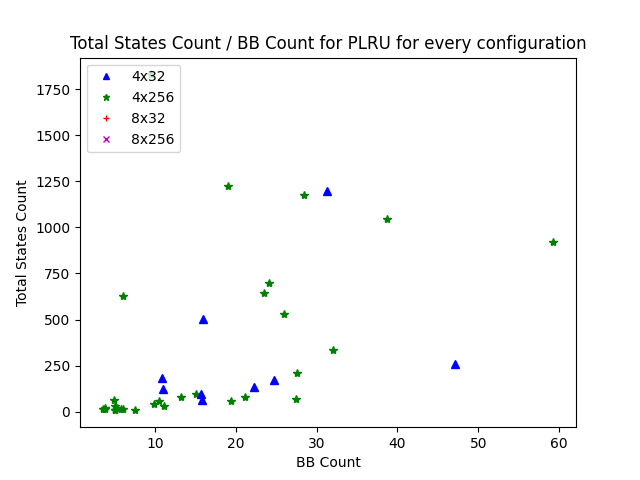 Total States Count / BB Count for PLRU for every configuration
4x32
4x256
8x32
8x256
1750
1500
1250
1000
750
500
250
0
Total States Count
10 20 30 40 50 60
BB Count